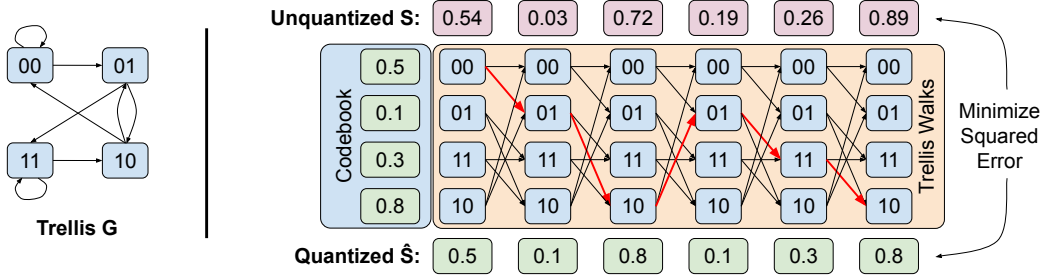 Unquantized S: 0.54 0.03 0.72 0.19 0.26 0.89
00 01
11 10
Trellis G
Codebook
0.5 00 00 00 00 00 00
0.1 01 01 01 01 01 01
0.3 11 11 11 11 11 11
0.8 10 10 10 10 10 10
Trellis Walks
Minimize
Squared
Error
Quantized Ŝ: 0.5 0.1 0.8 0.1 0.3 0.8